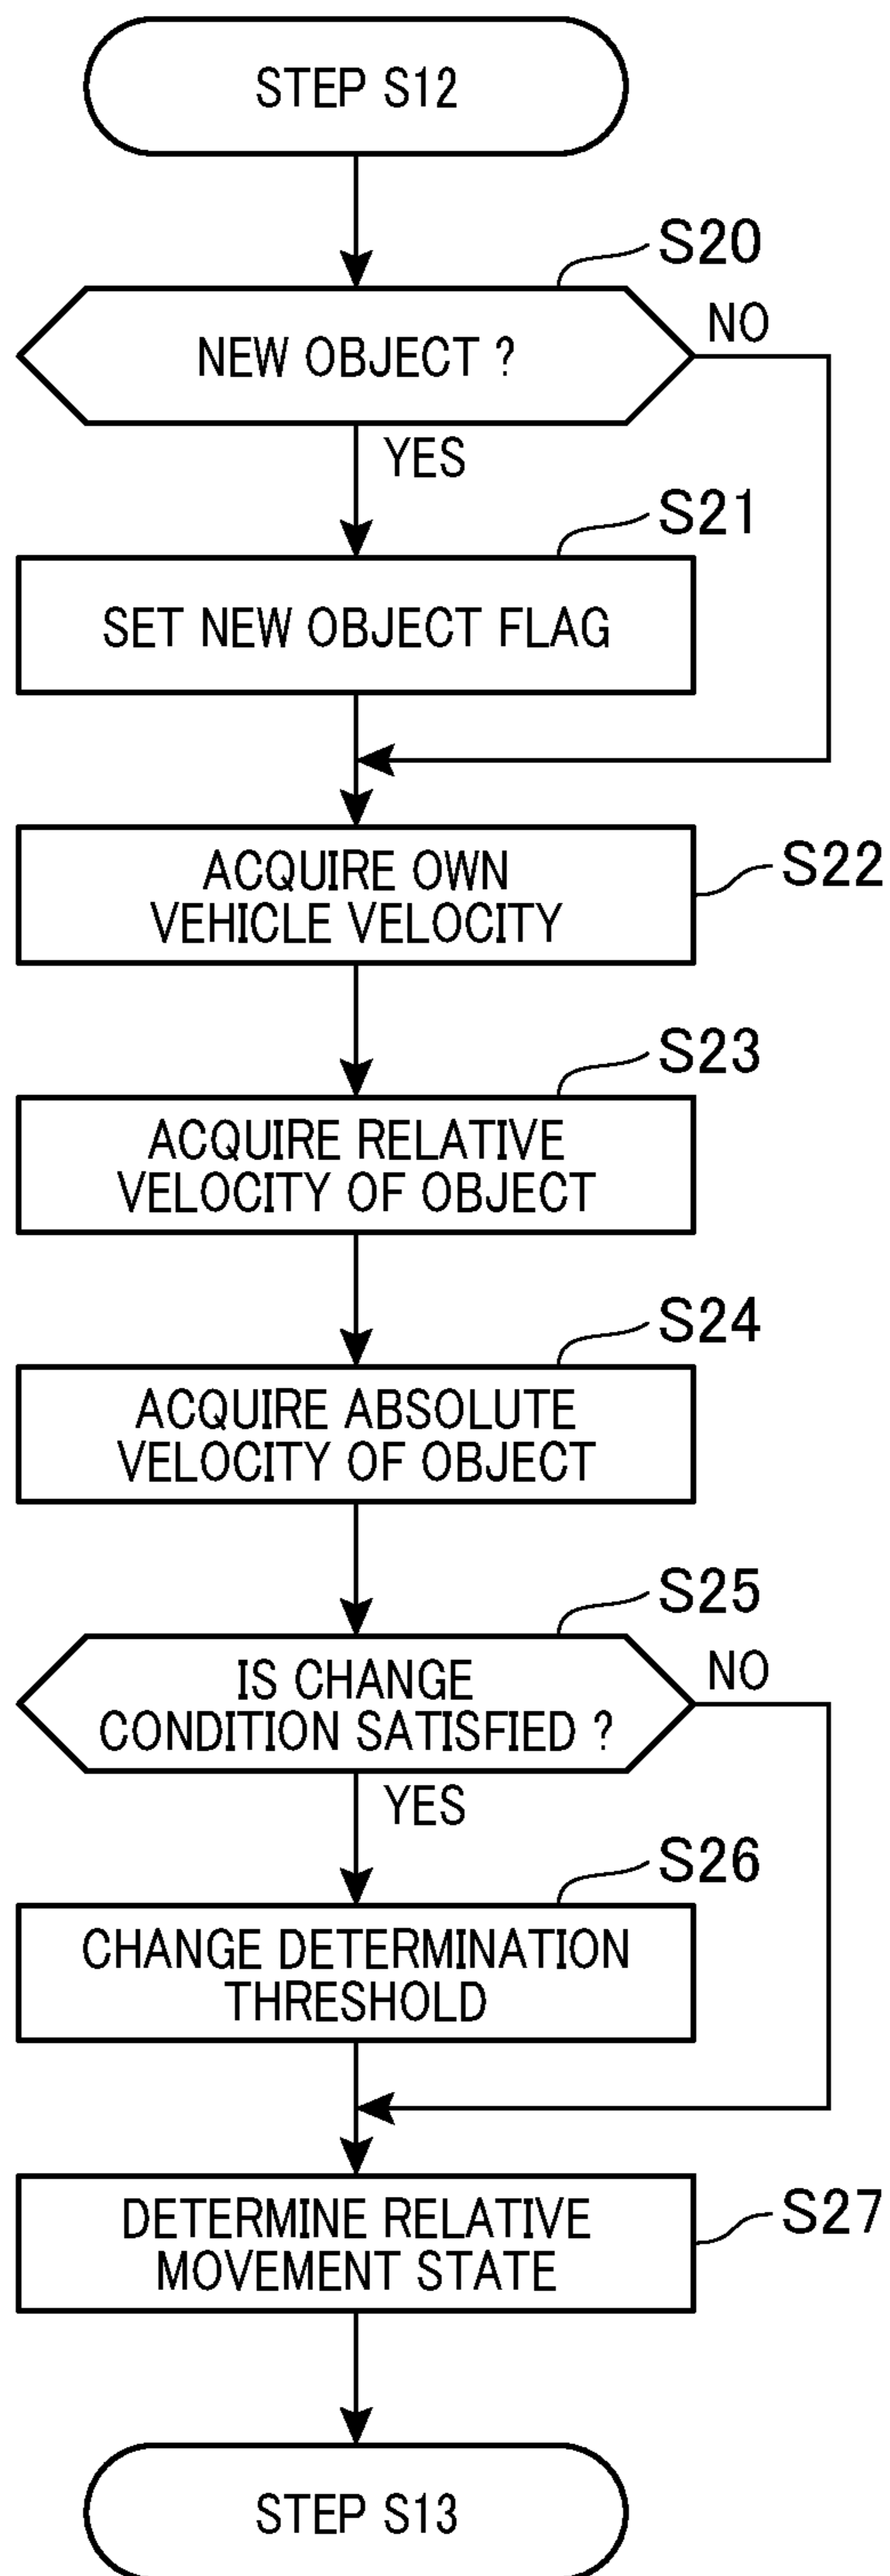 STEP S12
S20
NEW OBJECT ?
NO
YES
S21
SET NEW OBJECT FLAG
ACQUIRE OWN
VEHICLE VELOCITY
S22
S23
ACQUIRE RELATIVE
VELOCITY OF OBJECT
S24
ACQUIRE ABSOLUTE
VELOCITY OF OBJECT
S25
IS CHANGE
CONDITION SATISFIED ?
NO
YES
S26
CHANGE DETERMINATION
THRESHOLD
DETERMINE RELATIVE
MOVEMENT STATE
S27
STEP S13